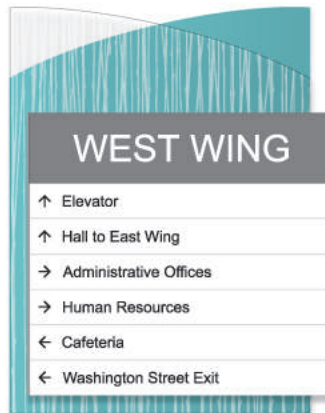 WEST WING
↑ Elevator
↑ Hall to East Wing
→ Administrative Offices
→ Human Resources
← Cafeteria
← Washington Street Exit